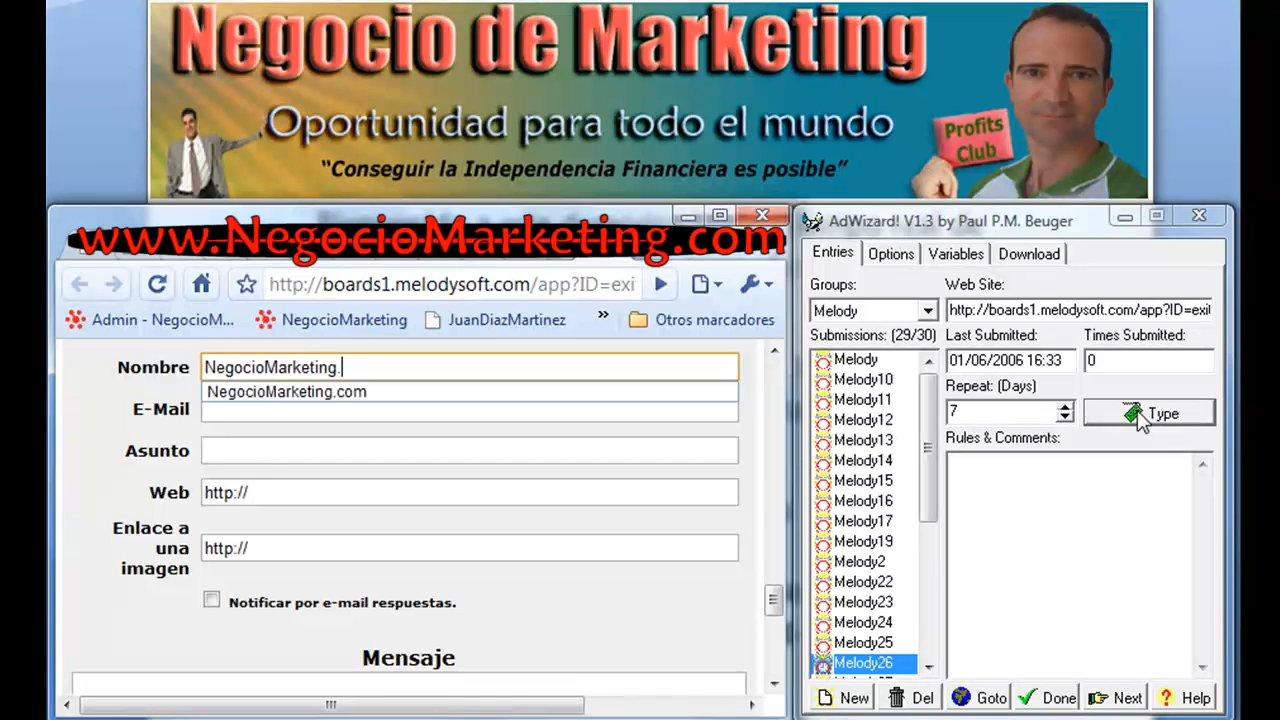 Negocio de Marketing
Oportunidad para todo el mundo
"Conseguir la Independencia Financiera es posible"
Profits
Club
www.NegocioMarketing.com
http://boards1.melodysoft.com/app?ID=exi
Admin - NegocioM...
NegocioMarketing
JuanDiazMartinez
»
Otros marcadores
Nombre
NegocioMarketing.
NegocioMarketing.com
E-Mail
Asunto
Web
http://
Enlace a
una
imagen
http://
Notificar por e-mail respuestas.
Mensaje
AdWizard! V1.3 by Paul P.M. Beuger
Entries
Options
Variables
Download
Groups:
Web Site:
Melody
http://boards1.melodysoft.com/app?ID=exi
Submissions: (29/30)
Last Submitted:
Times Submitted:
01/06/2006 16:33
0
Repeat: (Days)
7
Type
Rules & Comments:
Melody
Melody10
Melody11
Melody12
Melody13
Melody14
Melody15
Melody16
Melody17
Melody19
Melody2
Melody22
Melody23
Melody24
Melody25
Melody26
New
Del
Goto
Done
Next
Help